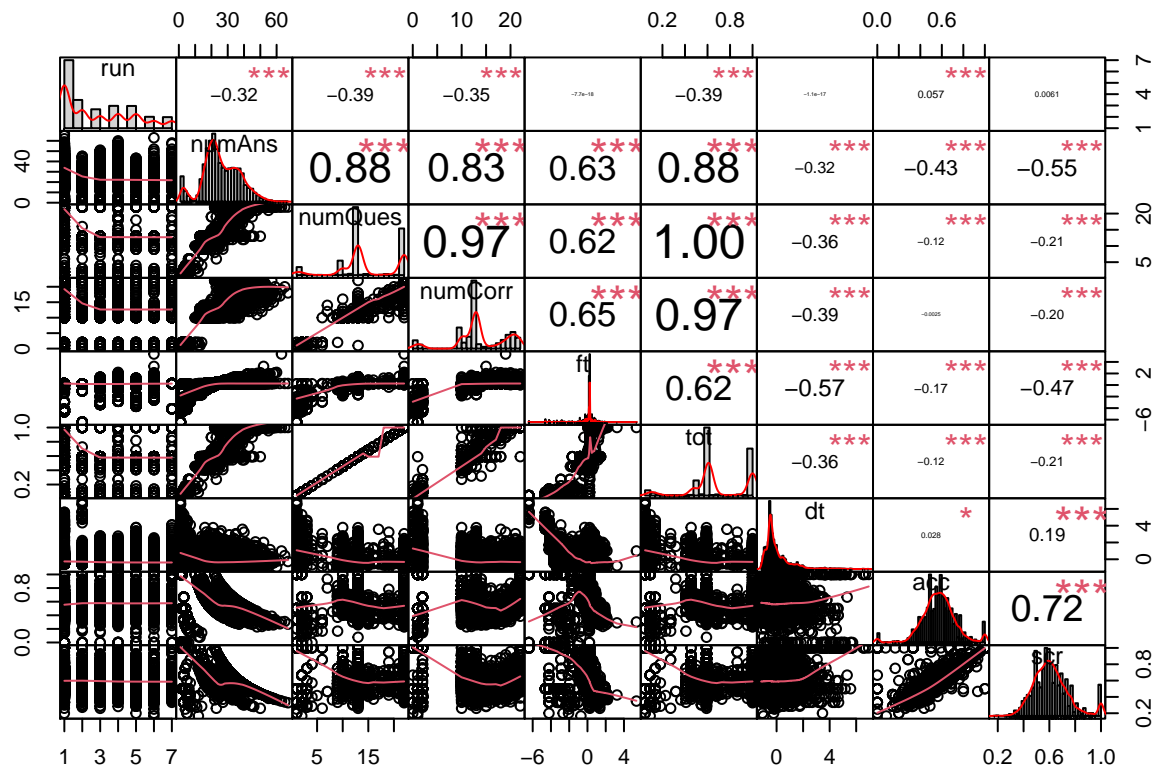 0 30 60 0 10 20 0.2 0.8 0.0 0.6
run *** *** *** *** *** 7
−0.32 −0.39 −0.35 −7.7e−18 −0.39 −1.1e−17 0.057 0.0061 4
1
numAns *** *** *** *** *** *** ***
40 0.88 0.83 0.63 0.88 −0.32 −0.43 −0.55
0
numQues *** *** *** *** *** *** 20
0.97 0.62 1.00 −0.36 −0.12 −0.21
5
numCorr *** *** *** ***
15 0.65 0.97 −0.39 −0.0025 −0.20
0
ft *** *** *** *** 2
0.62 −0.57 −0.17 −0.47
−6
1.0 tot *** *** ***
−0.36 −0.12 −0.21
0.2
dt * *** 4
0.028 0.19
0
0.8 acc ***
0.72
0.0
scr 0.8
0.2
1 3 5 7 5 15 −6 0 4 0 4 0.2 0.6 1.0